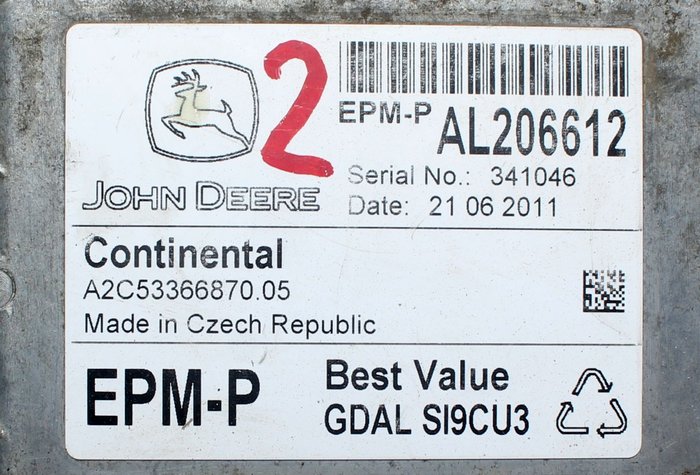 2
EPM-P AL206612
JOHN DEERE
Serial No.: 341046
Date: 21 06 2011
Continental
A2C53366870.05
Made in Czech Republic
EPM-P
Best Value
GDAL SI9CU3